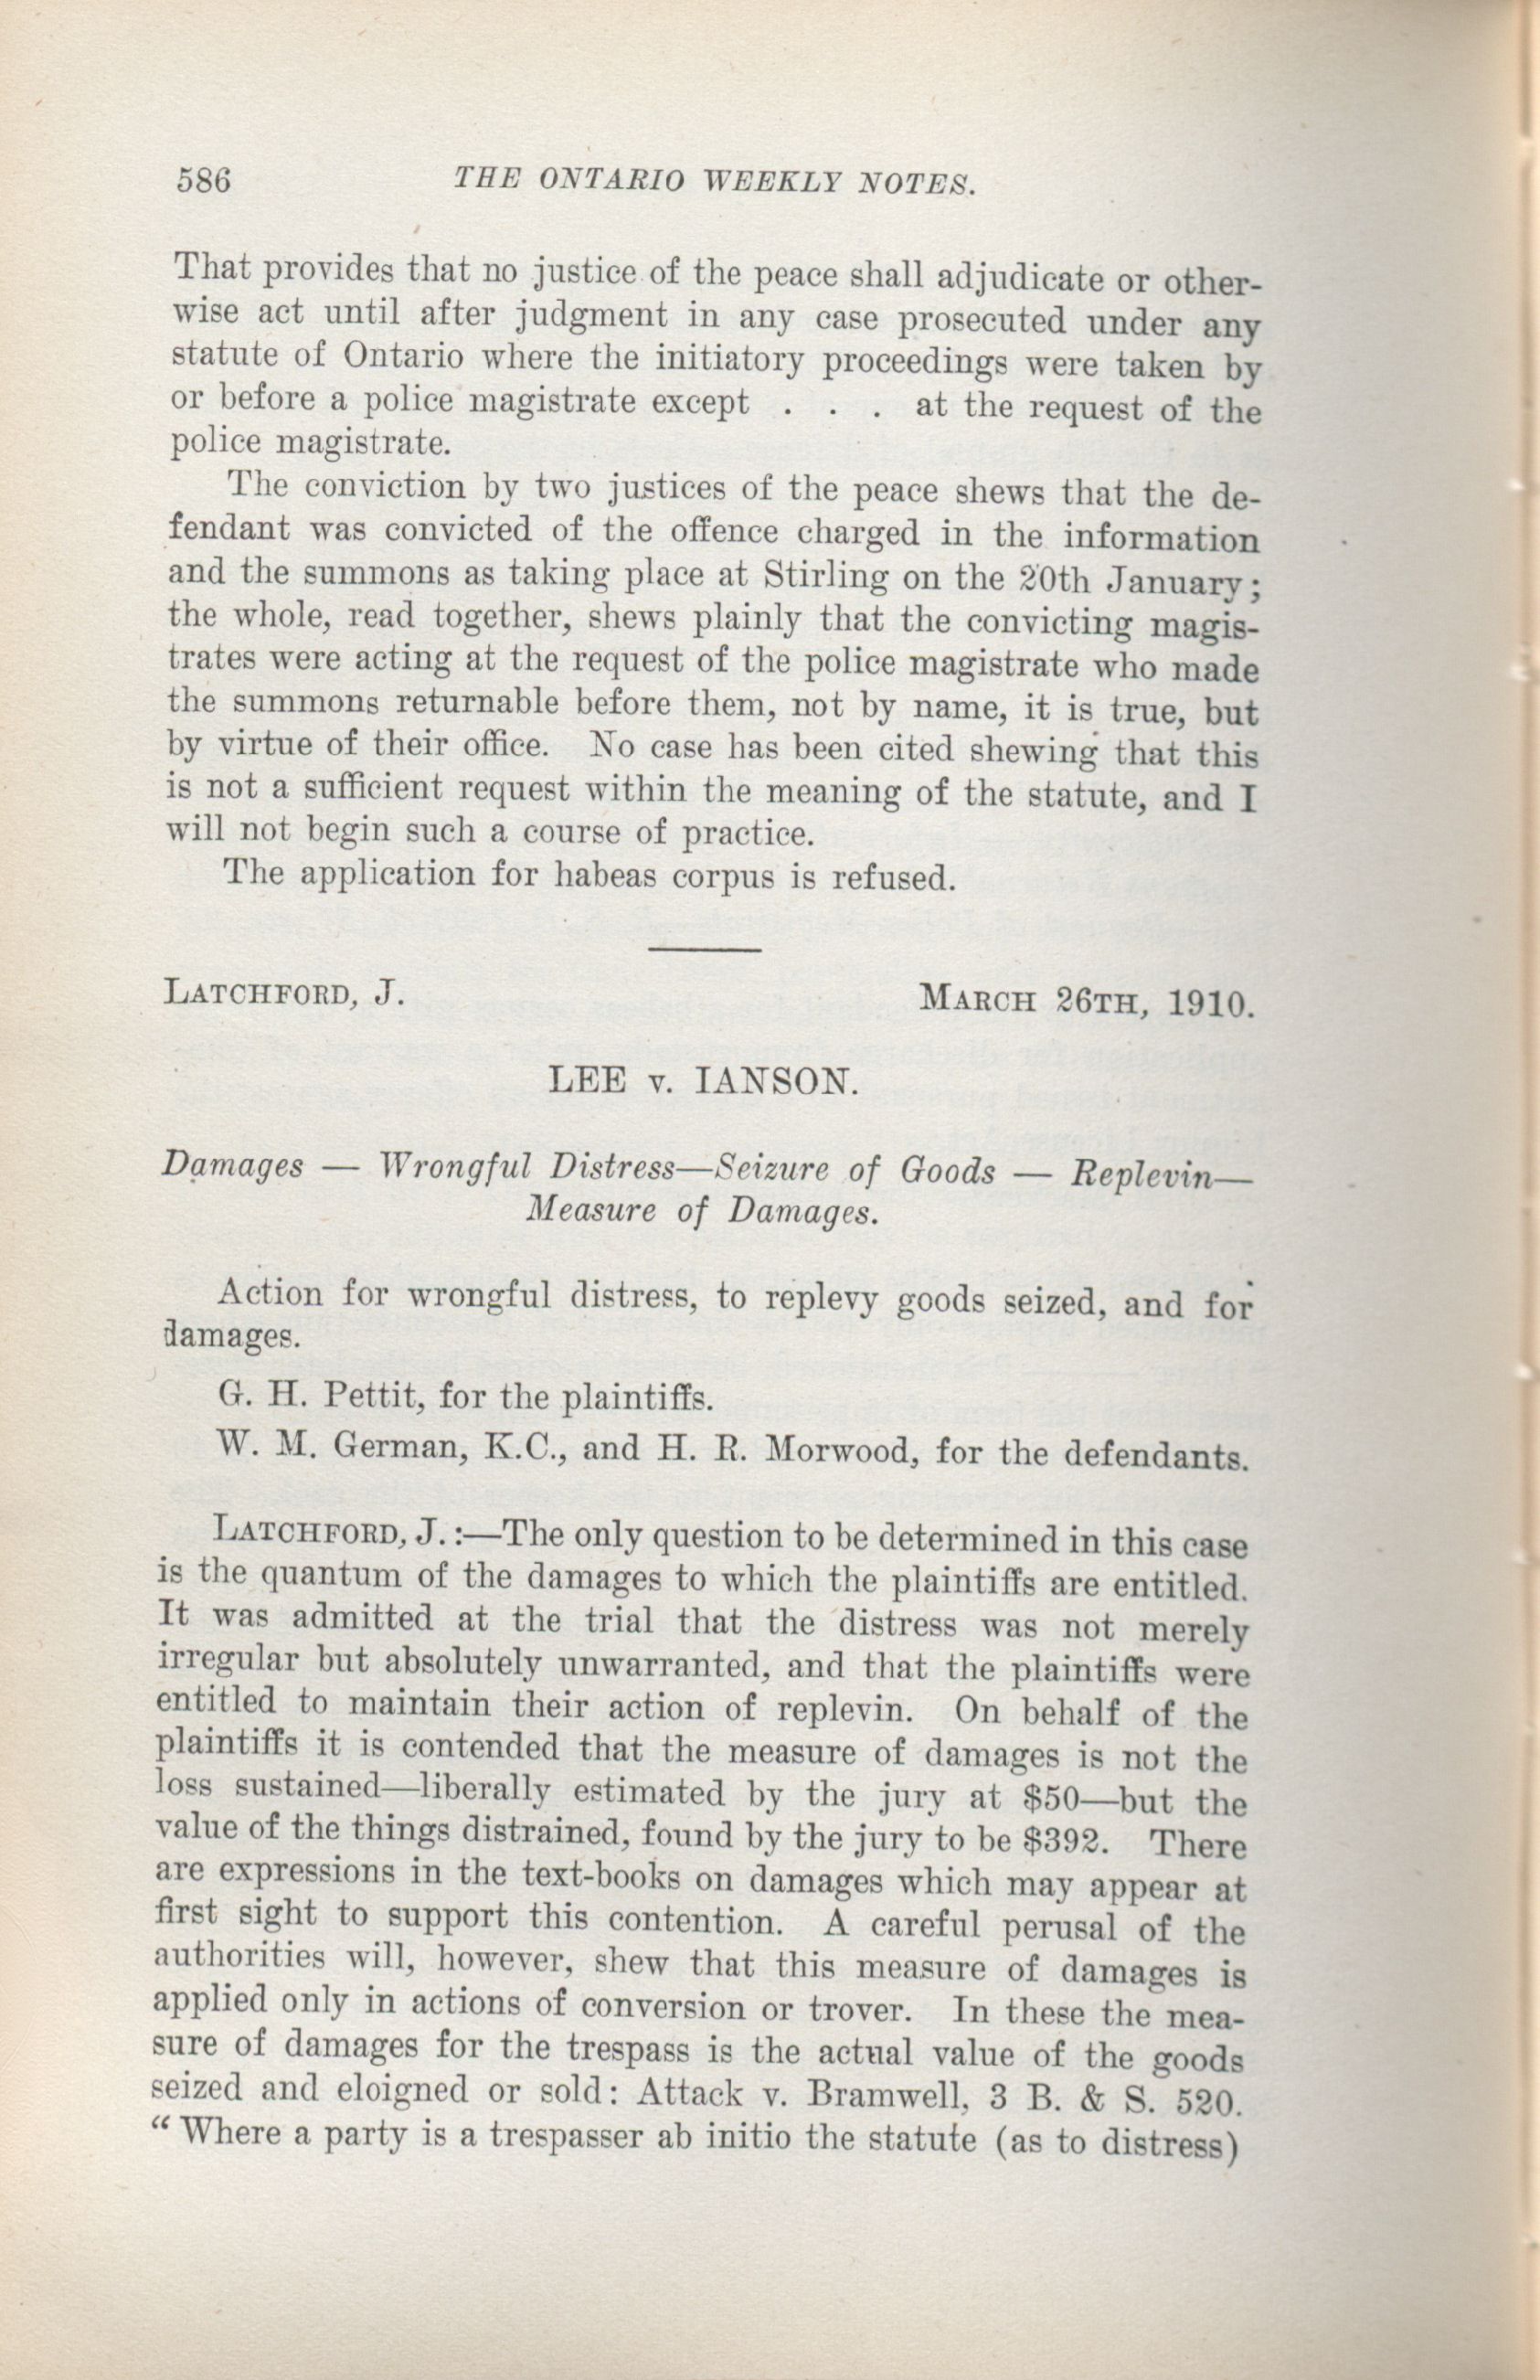 586 THE ONTARIO WEEKLY NOTES.
That provides that no justice of the peace shall adjudicate or other-
wise act until after judgment in any case prosecuted under any
statute of Ontario where the initiatory proceedings were taken by
or before a police magistrate except . . . at the request of the
police magistrate.
The conviction by two justices of the peace shews that the de-
fendant was convicted of the offence charged in the information
and the summons as taking place at Stirling on the 20th January;
the whole, read together, shews plainly that the convicting magis-
trates were acting at the request of the police magistrate who made
the summons returnable before them, not by name, it is true, but
by virtue of their office. No case has been cited shewing that this
is not a sufficient request within the meaning of the statute, and I
will not begin such a course of practice.
The application for habeas corpus is refused.
LATCHFORD, J. MARCH 26TH, 1910.
LEE v. IANSON.
Damages — Wrongful Distress—Seizure of Goods — Replevin—
Measure of Damages.
Action for wrongful distress, to replevy goods seized, and for
damages.
G. H. Pettit, for the plaintiffs.
W. M. German, K.C., and H. R. Morwood, for the defendants.
LATCHFORD, J.:—The only question to be determined in this case
is the quantum of the damages to which the plaintiffs are entitled.
It was admitted at the trial that the distress was not merely
irregular but absolutely unwarranted, and that the plaintiffs were
entitled to maintain their action of replevin. On behalf of the
plaintiffs it is contended that the measure of damages is not the
loss sustained—liberally estimated by the jury at $50—but the
value of the things distrained, found by the jury to be $392. There
are expressions in the text-books on damages which may appear at
first sight to support this contention. A careful perusal of the
authorities will, however, shew that this measure of damages is
applied only in actions of conversion or trover. In these the mea-
sure of damages for the trespass is the actual value of the goods
seized and eloigned or sold: Attack v. Bramwell, 3 B. & S. 520.
"Where a party is a trespasser ab initio the statute (as to distress)